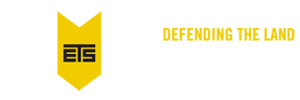 ETS
DEFENDING THE LAND